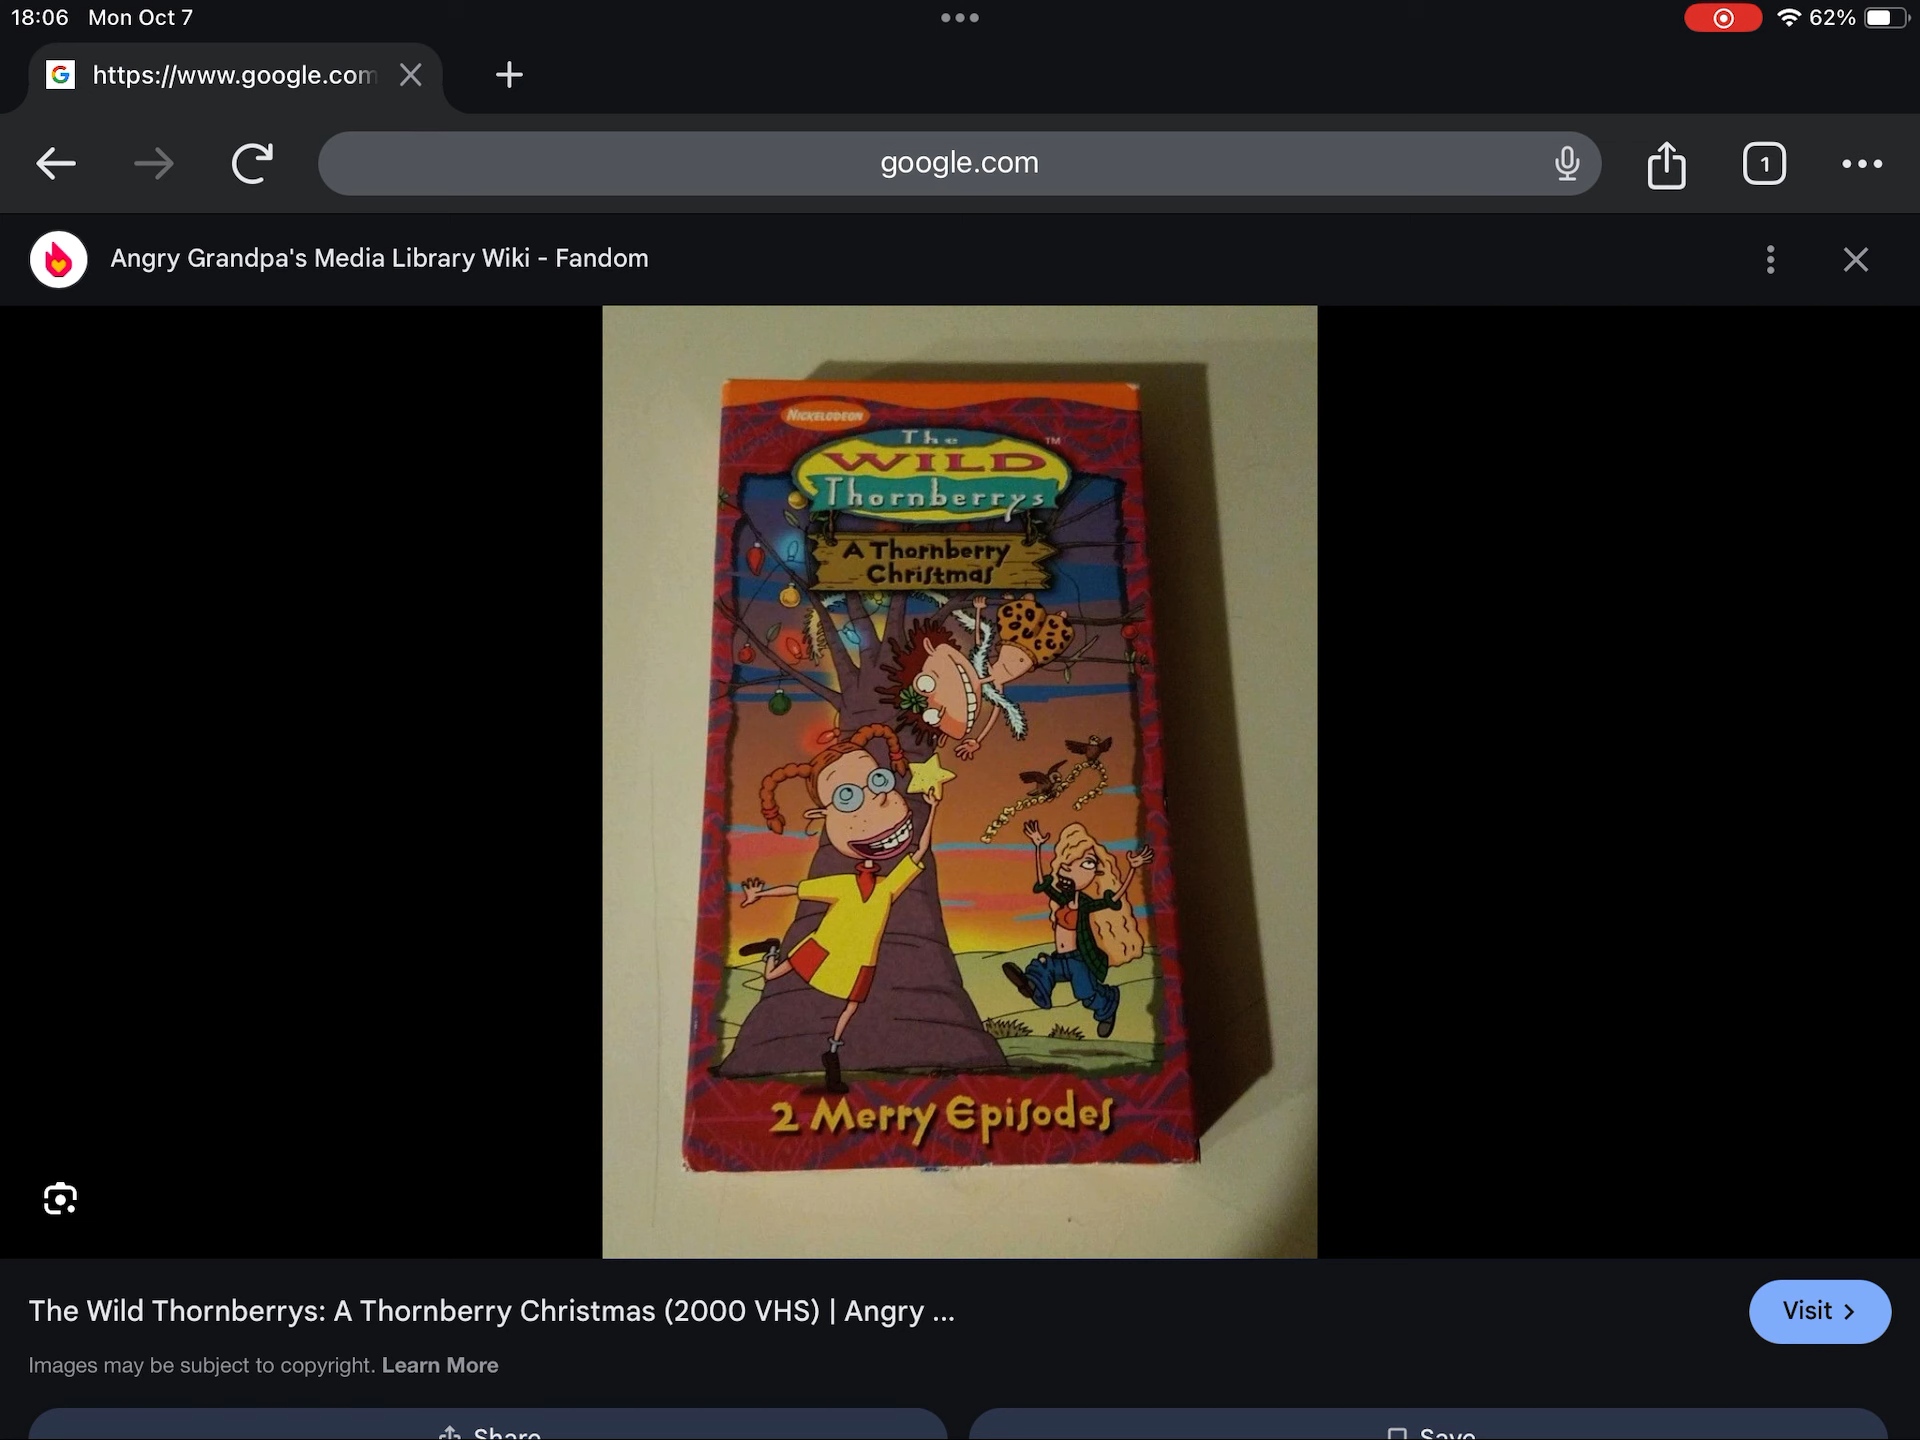 18:06 Mon Oct 7
62%
https://www.google.com
google.com
1
Angry Grandpa's Media Library Wiki - Fandom
NICKELODEON
The TM
WILD
Thornberrys
A Thornberry
Christmas
2 Merry Episodes
The Wild Thornberrys: A Thornberry Christmas (2000 VHS) | Angry ...
Visit
Images may be subject to copyright. Learn More
Share
Save